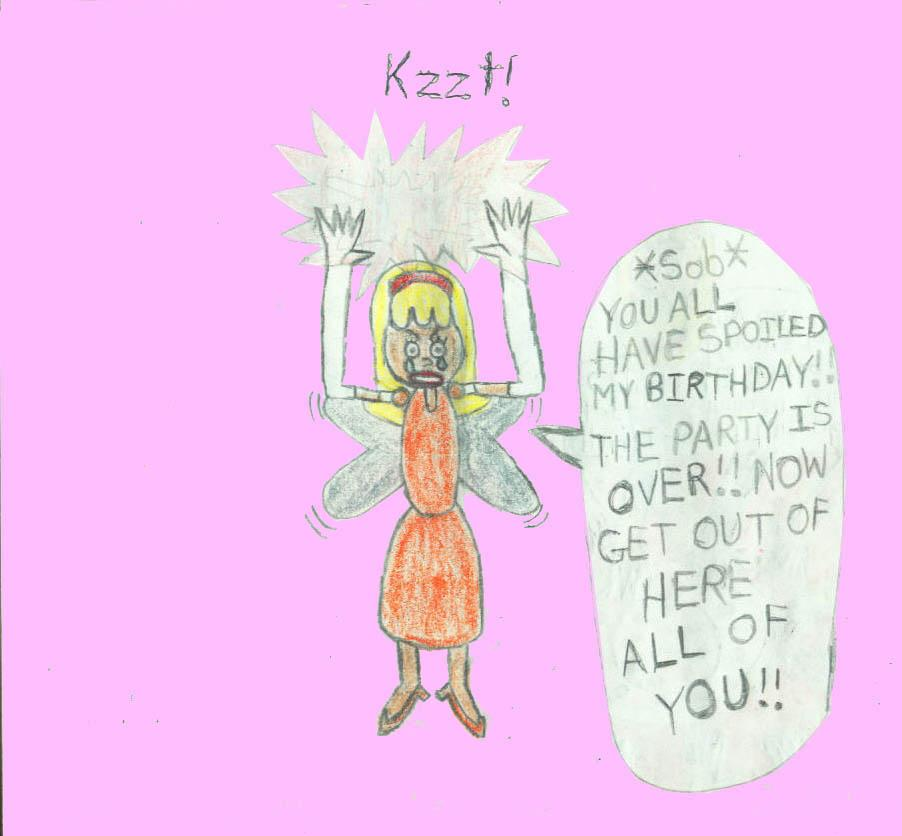 Kzzt!
*Sob*
YOU ALL
HAVE SPOILED
MY BIRTHDAY!!
THE PARTY IS
OVER!! NOW
GET OUT OF
HERE
ALL OF
YOU!!